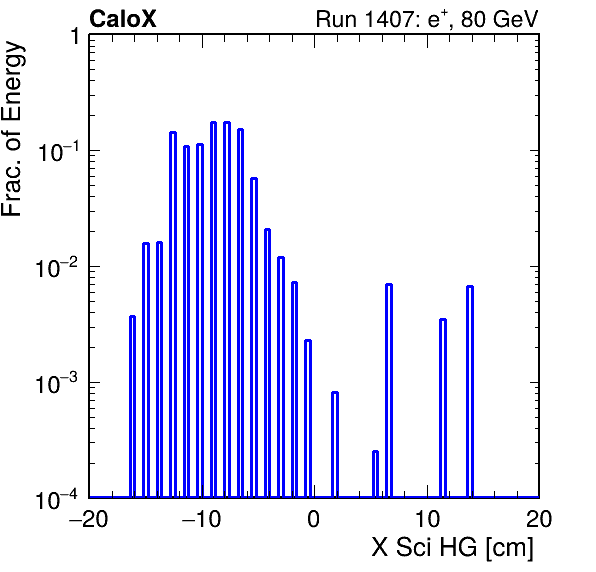 CaloX Run 1407: e⁺, 80 GeV
Frac. of Energy
1
10⁻¹
10⁻²
10⁻³
10⁻⁴
−20 −10 0 10 20
X Sci HG [cm]